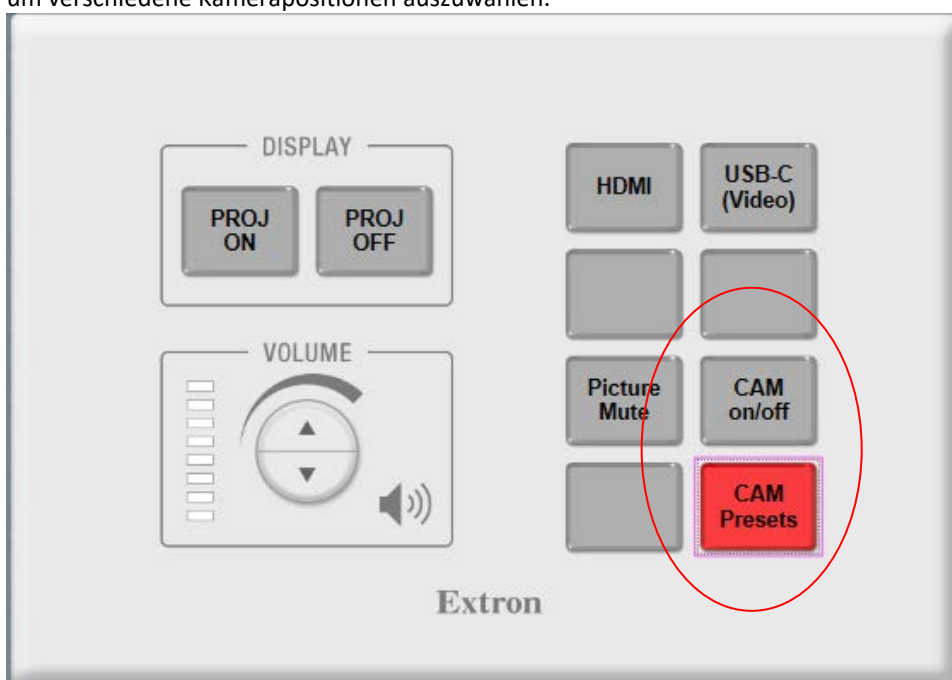 um verschiedene Kamerapositionen auszuwählen.
DISPLAY
PROJ
ON
PROJ
OFF
HDMI
USB-C
(Video)
VOLUME
Picture
Mute
CAM
on/off
CAM
Presets
Extron